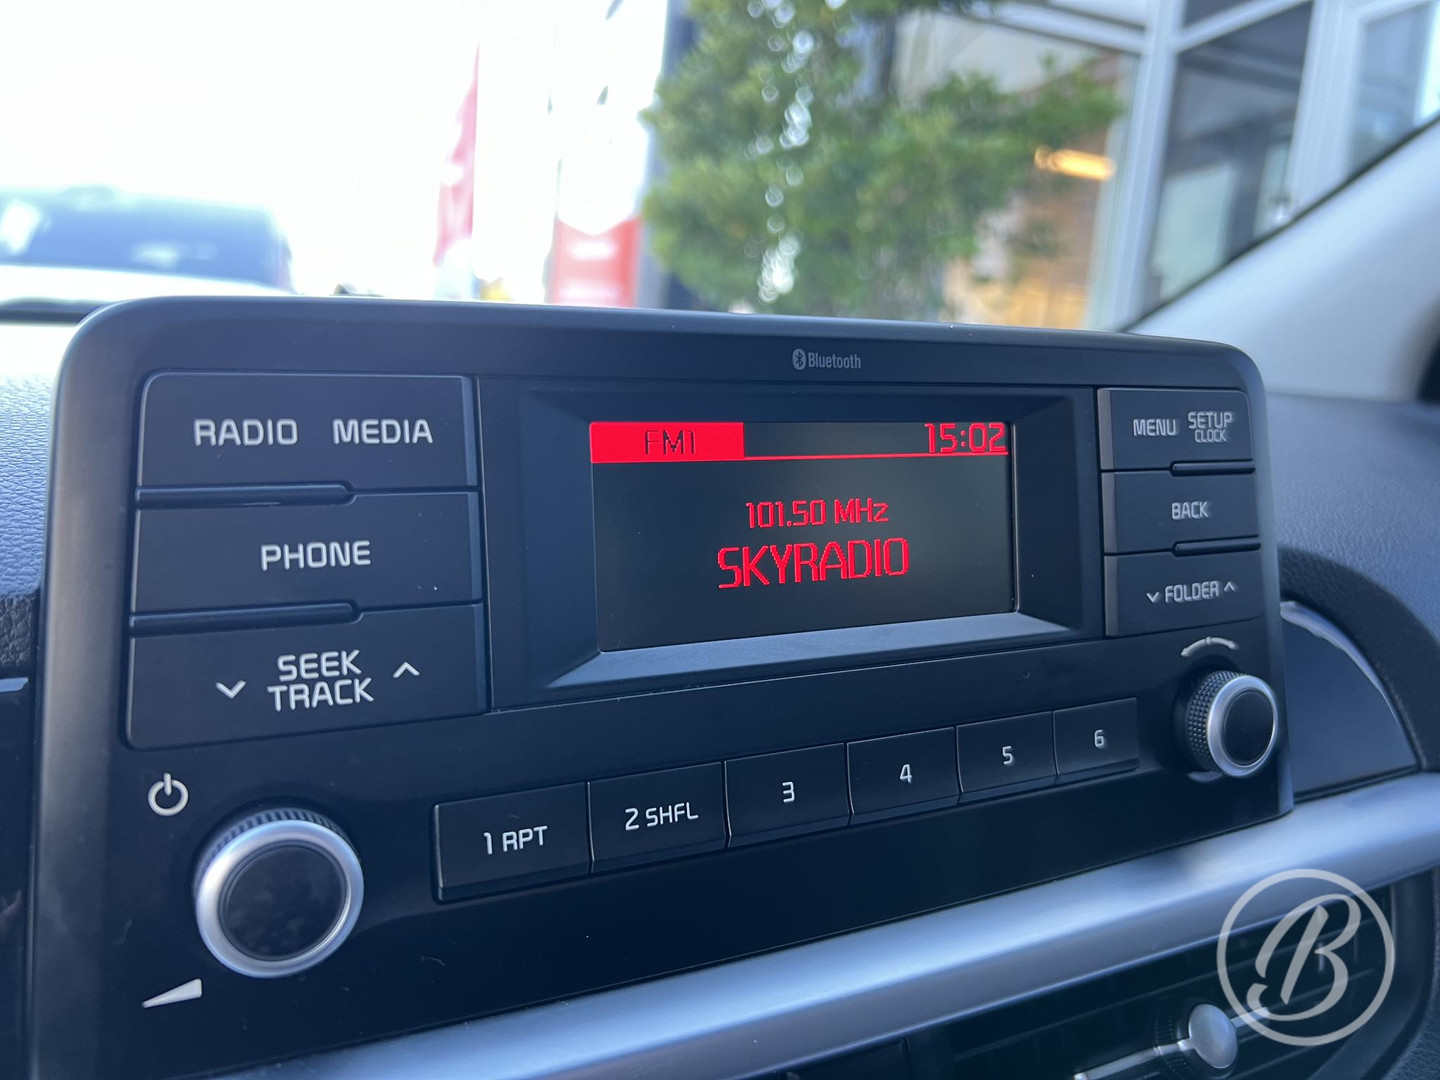 Bluetooth
RADIO MEDIA
PHONE
SEEK
TRACK
FM1 15:02
101.50 MHz
SKYRADIO
MENU SETUP
CLOCK
BACK
FOLDER
1 RPT 2 SHFL 3 4 5 6
B